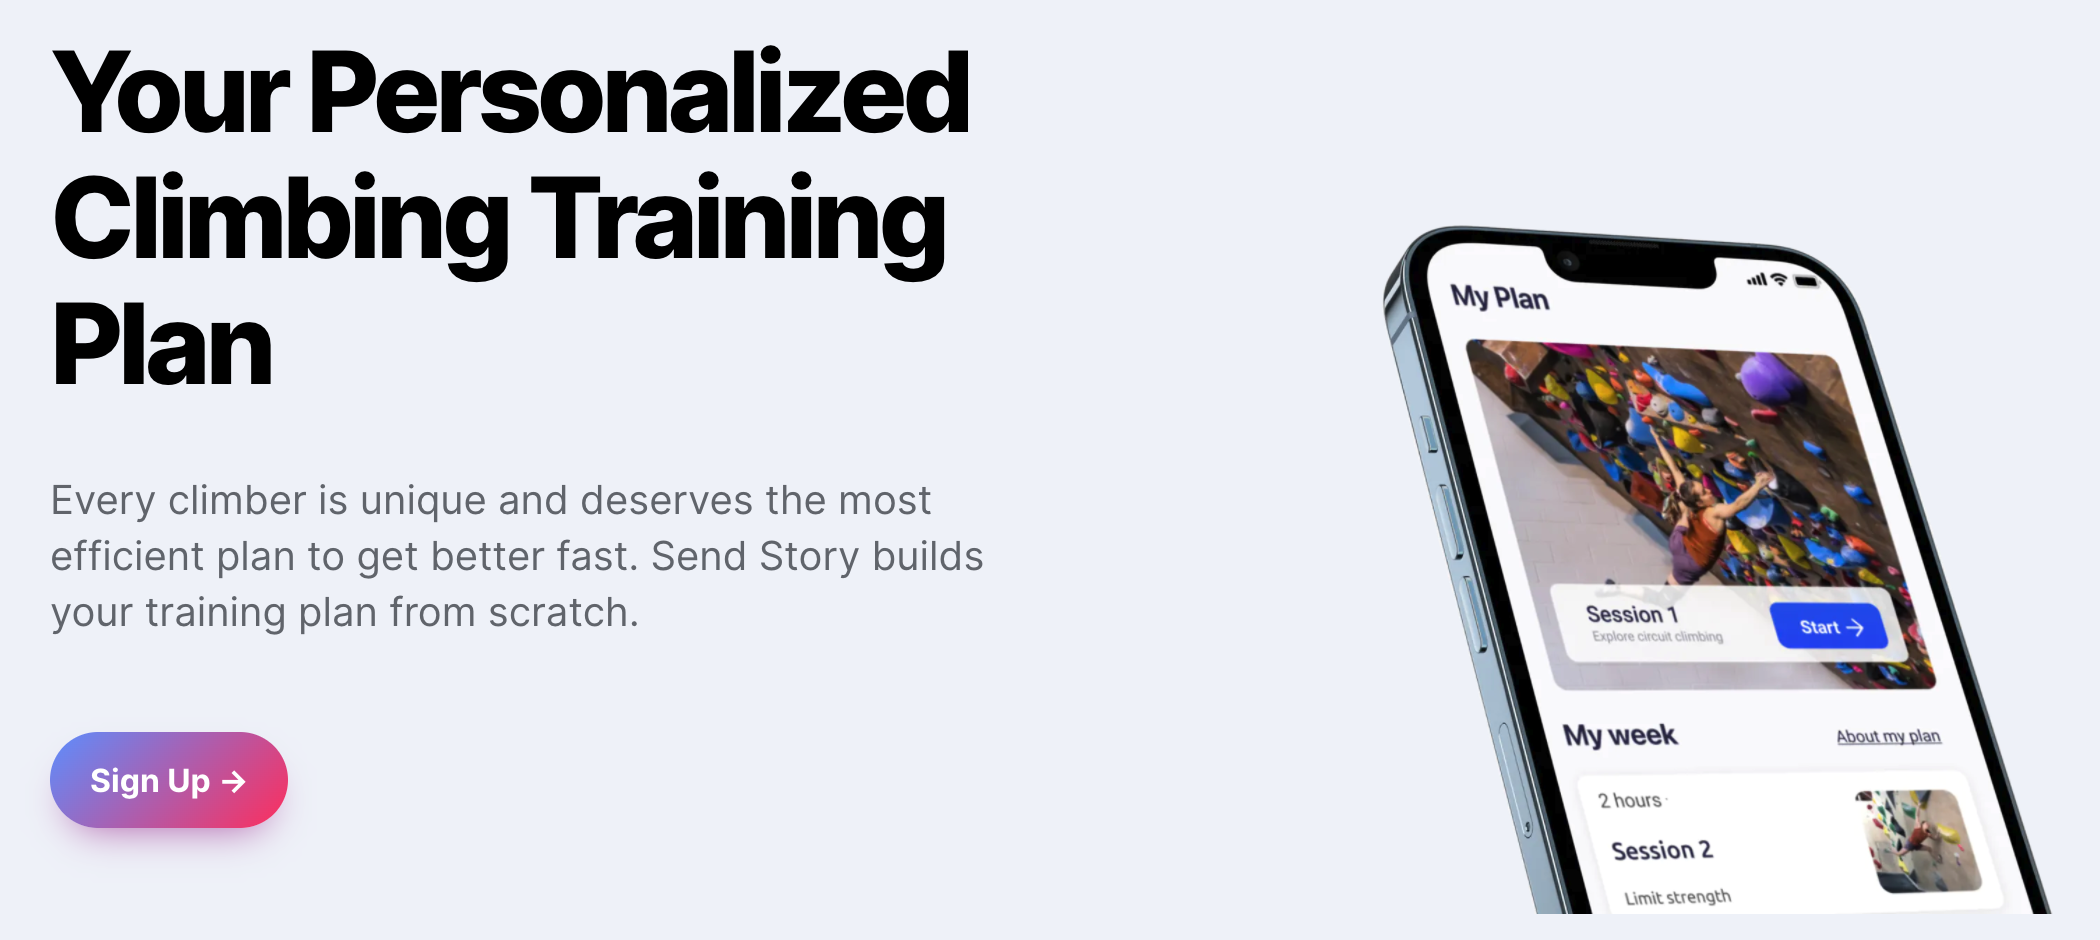 Your Personalized
Climbing Training
Plan
Every climber is unique and deserves the most
efficient plan to get better fast. Send Story builds
your training plan from scratch.
Sign Up →
My Plan
Session 1
Explore circuit climbing
Start →
My week
About my plan
2 hours ·
Session 2
Limit strength